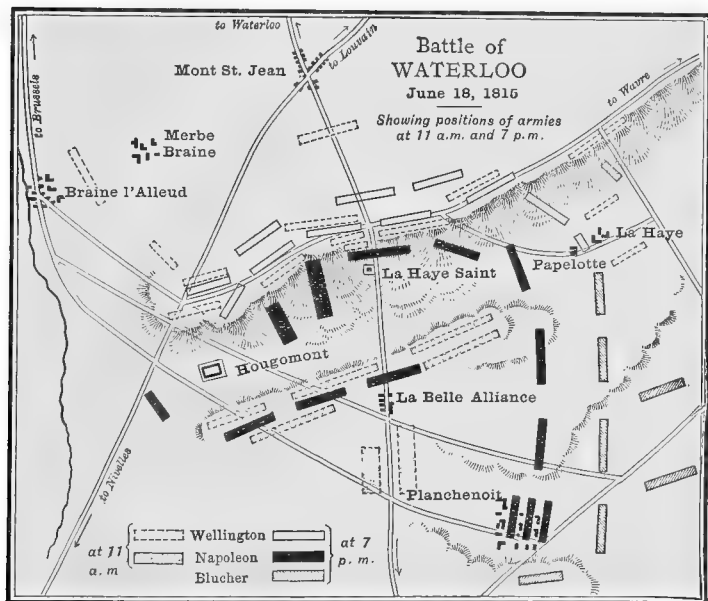 Battle of
WATERLOO
June 18, 1815
Showing positions of armies
at 11 a.m. and 7 p.m.
to Waterloo
to Louvain
Mont St. Jean
to Wavre
to Brussels
Merbe
Braine
Braine l'Alleud
La Haye
Papelotte
La Haye Saint
Hougomont
La Belle Alliance
to Nivelles
Planchenoit
at 11
a. m
Wellington
Napoleon
Blucher
at 7
p. m.